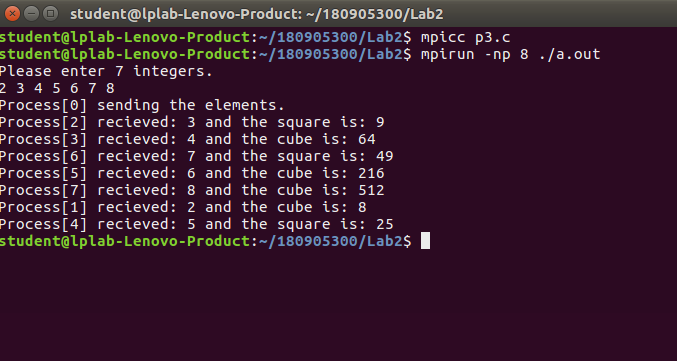 student@lplab-Lenovo-Product: ~/180905300/Lab2
student@lplab-Lenovo-Product:~/180905300/Lab2$ mpicc p3.c
student@lplab-Lenovo-Product:~/180905300/Lab2$ mpirun -np 8 ./a.out
Please enter 7 integers.
2 3 4 5 6 7 8
Process[0] sending the elements.
Process[2] recieved: 3 and the square is: 9
Process[3] recieved: 4 and the cube is: 64
Process[6] recieved: 7 and the square is: 49
Process[5] recieved: 6 and the cube is: 216
Process[7] recieved: 8 and the cube is: 512
Process[1] recieved: 2 and the cube is: 8
Process[4] recieved: 5 and the square is: 25
student@lplab-Lenovo-Product:~/180905300/Lab2$